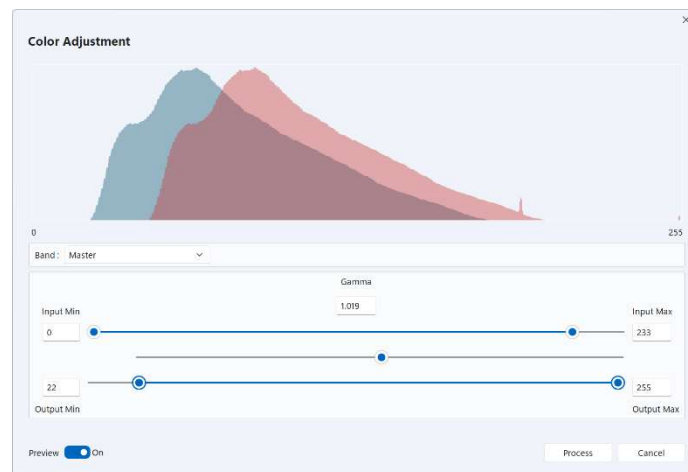 Color Adjustment
0 255
Band : Master
Gamma
1.019
Input Min Input Max
0 233
22 255
Output Min Output Max
Preview On Process Cancel